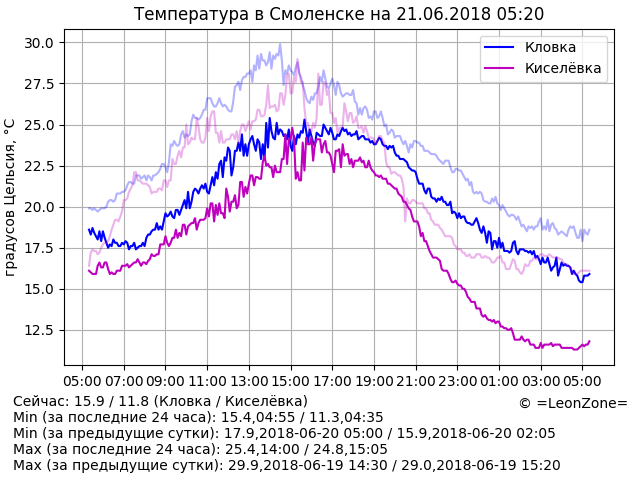 Температура в Смоленске на 21.06.2018 05:20
30.0
27.5
25.0
22.5
20.0
17.5
15.0
12.5
градусов Цельсия, °C
Кловка
Киселёвка
05:00 07:00 09:00 11:00 13:00 15:00 17:00 19:00 21:00 23:00 01:00 03:00 05:00
Сейчас: 15.9 / 11.8 (Кловка / Киселёвка)
© =LeonZone=
Min (за последние 24 часа): 15.4,04:55 / 11.3,04:35
Min (за предыдущие сутки): 17.9,2018-06-20 05:00 / 15.9,2018-06-20 02:05
Max (за последние 24 часа): 25.4,14:00 / 24.8,15:05
Max (за предыдущие сутки): 29.9,2018-06-19 14:30 / 29.0,2018-06-19 15:20